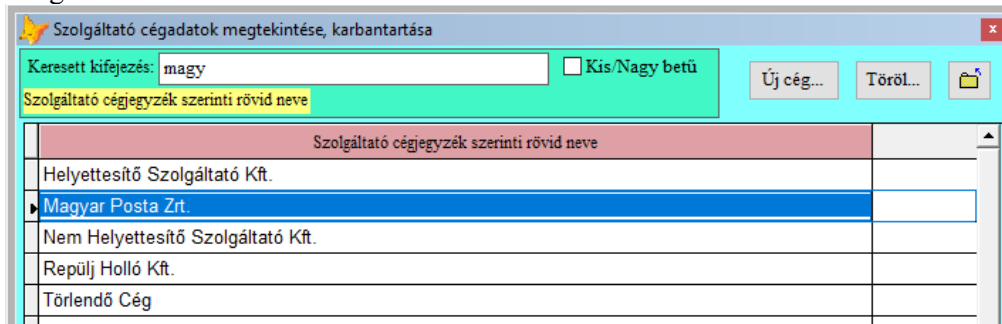 Szolgáltató cégadatok megtekintése, karbantartása
x
Keresett kifejezés: magy Kis/Nagy betü Új cég... Töröl...
Szolgáltató cégjegyzék szerinti rövid neve
Szolgáltató cégjegyzék szerinti rövid neve
Helyettesítő Szolgáltató Kft.
Magyar Posta Zrt.
Nem Helyettesítő Szolgáltató Kft.
Repülj Holló Kft.
Törlendő Cég